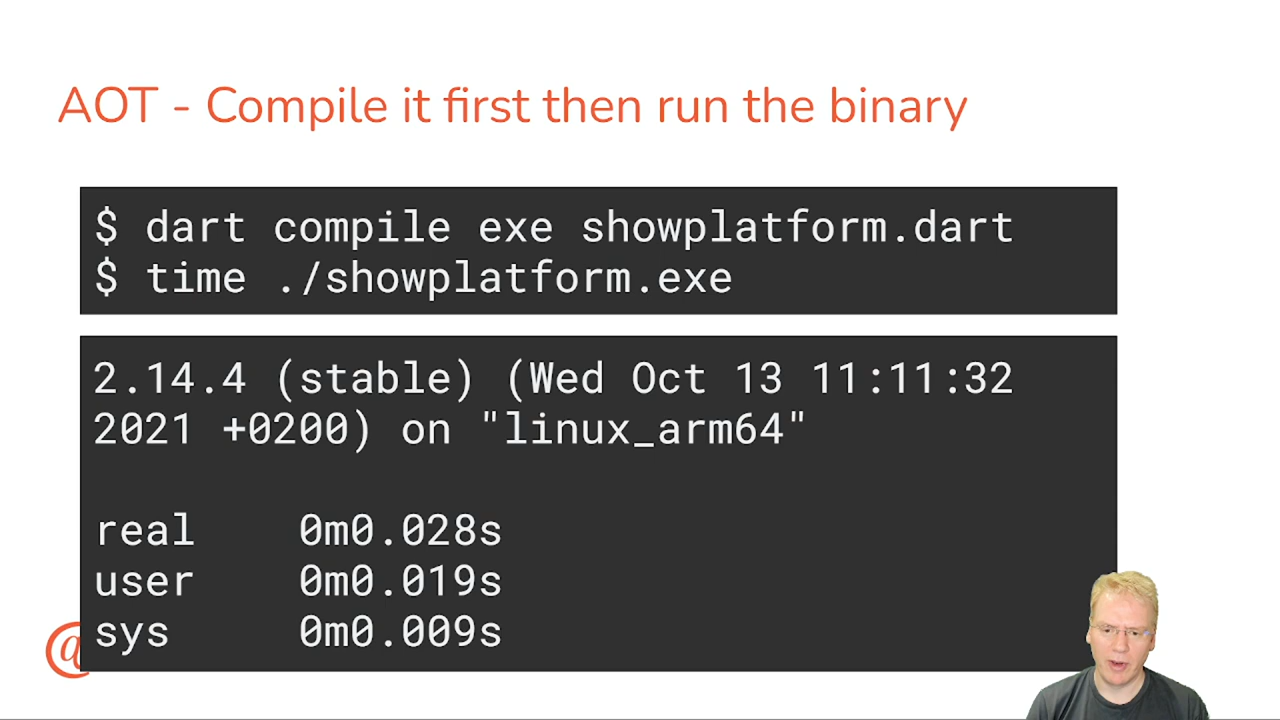 AOT - Compile it first then run the binary
$ dart compile exe showplatform.dart
$ time ./showplatform.exe
2.14.4 (stable) (Wed Oct 13 11:11:32
2021 +0200) on "linux_arm64"
real 0m0.028s
user 0m0.019s
sys 0m0.009s
@